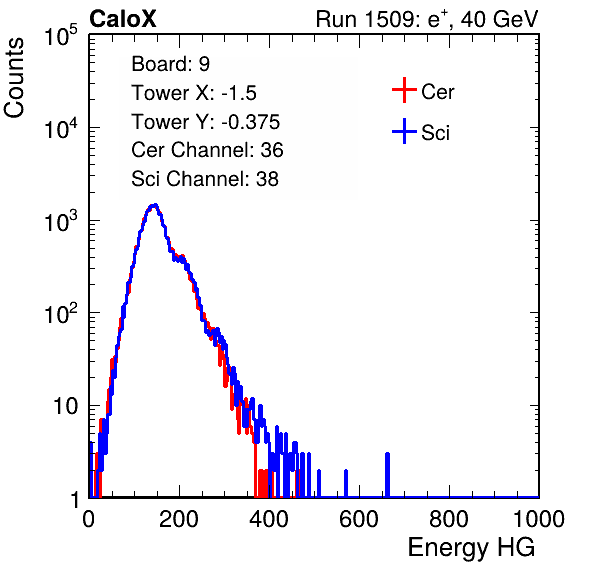 CaloX Run 1509: e⁺, 40 GeV
Counts
10⁵
10⁴
10³
10²
10
1
Board: 9
Tower X: -1.5
Tower Y: -0.375
Cer Channel: 36
Sci Channel: 38
Cer
Sci
0 200 400 600 800 1000
Energy HG